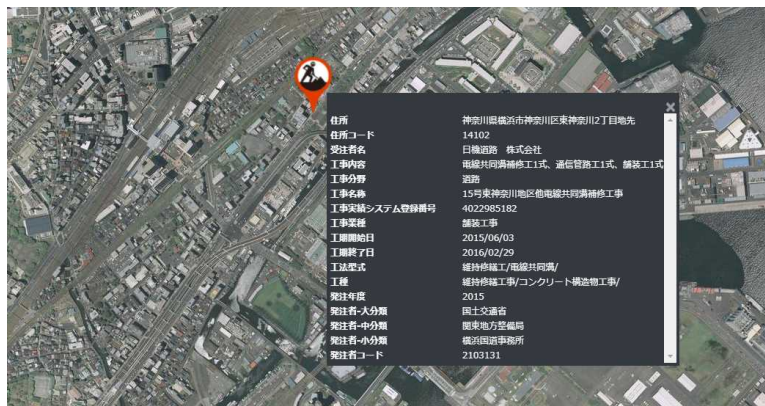 住所 神奈川県横浜市神奈川区東神奈川2丁目地先
住所コード 14102
受注者名 日機道路 株式会社
工事内容 電線共同溝補修工1式、通信管路工1式、舗装工1式
工事分野 道路
工事名称 15号東神奈川地区他電線共同溝補修工事
工事実績システム登録番号 4022985182
工事業種 舗装工事
工期開始日 2015/06/03
工期終了日 2016/02/29
工法型式 維持修繕工/電線共同溝/
工種 維持修繕工事/コンクリート構造物工事/
発注年度 2015
発注者-大分類 国土交通省
発注者-中分類 関東地方整備局
発注者-小分類 横浜国道事務所
発注者コード 2103131